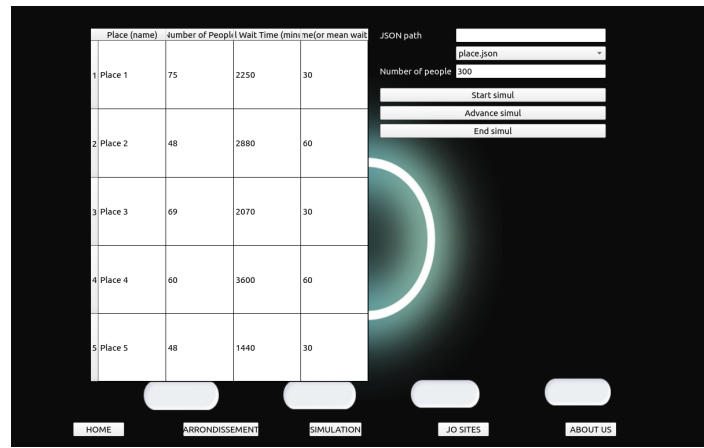 Place (name) Number of People l Wait Time (minu me(or mean wait
1 Place 1 75 2250 30
2 Place 2 48 2880 60
3 Place 3 69 2070 30
4 Place 4 60 3600 60
5 Place 5 48 1440 30
JSON path
place.json
Number of people 300
Start simul
Advance simul
End simul
HOME ARRONDISSEMENT SIMULATION JO SITES ABOUT US